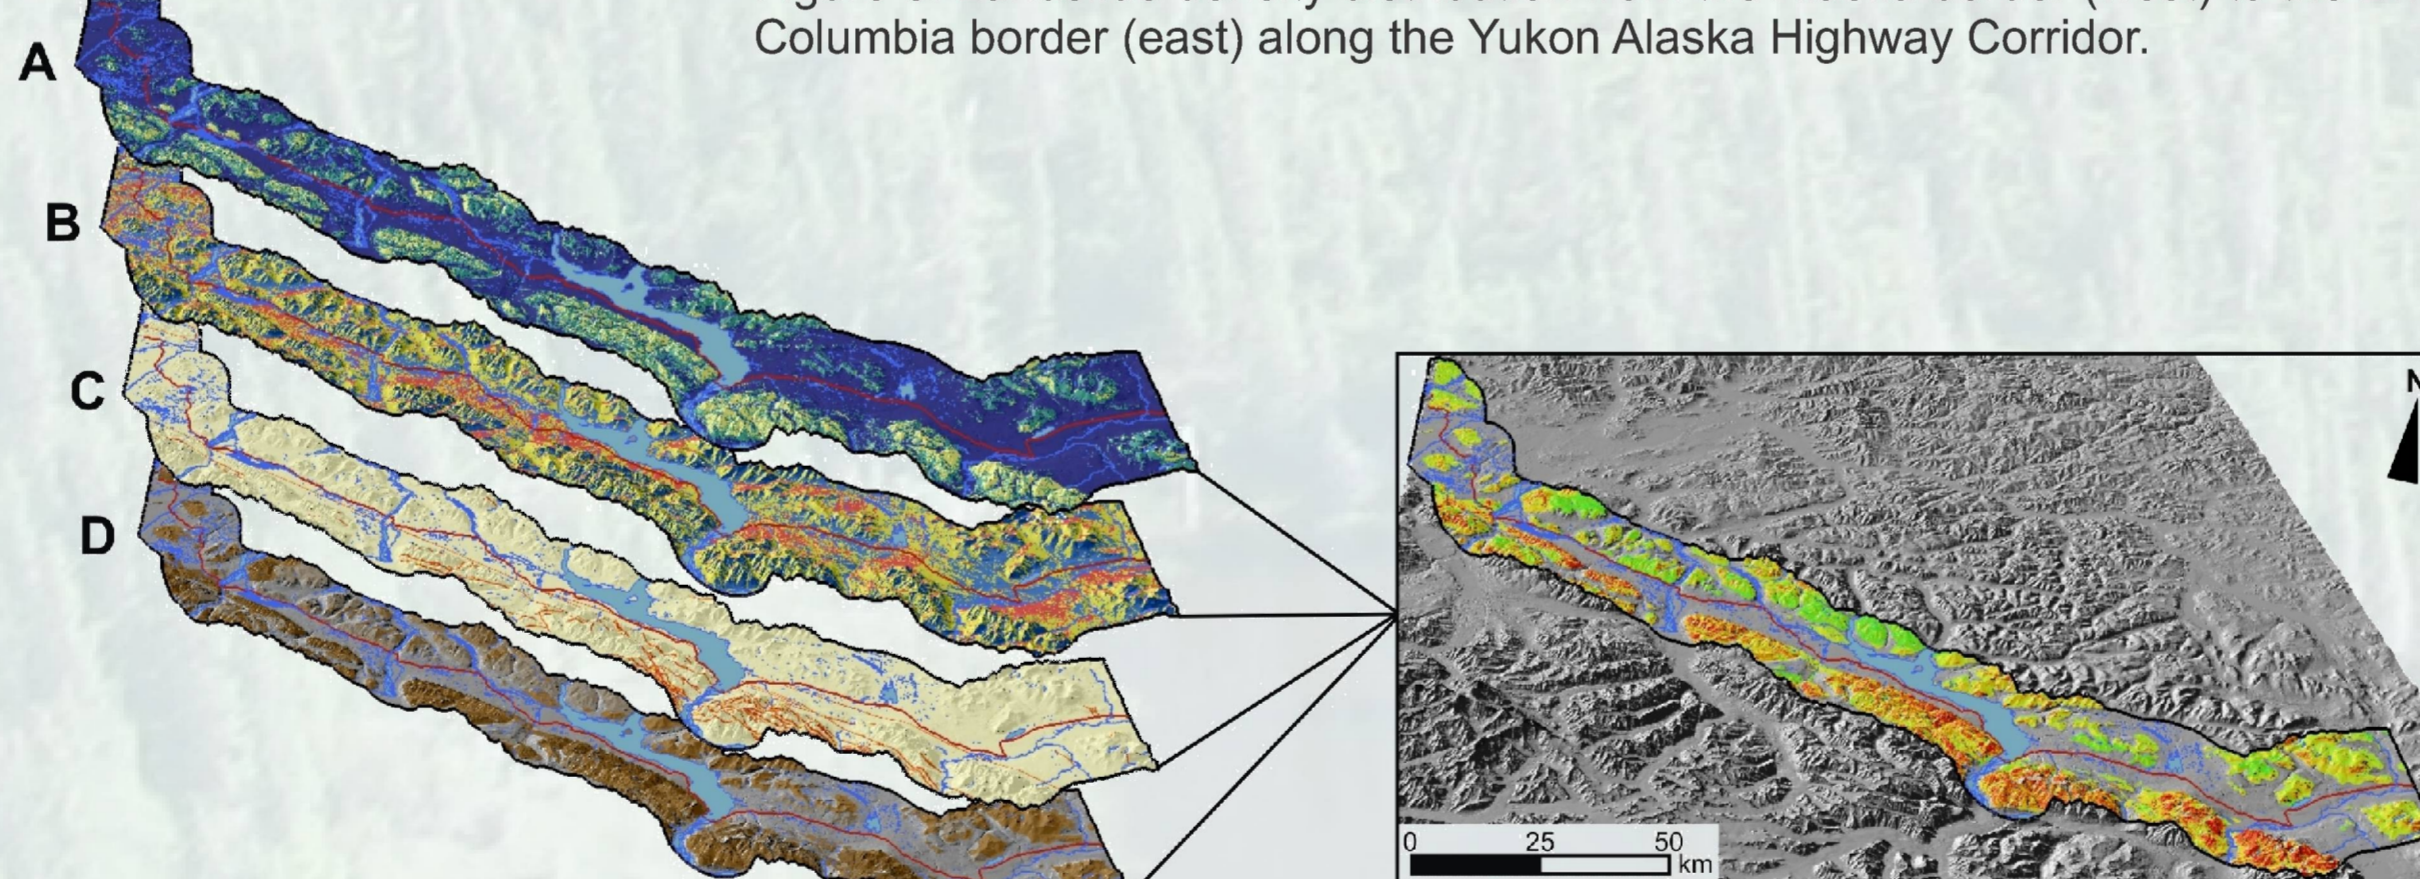 Columbia border (east) along the Yukon Alaska Highway Corridor.
A
B
C
D
N
0 25 50
km